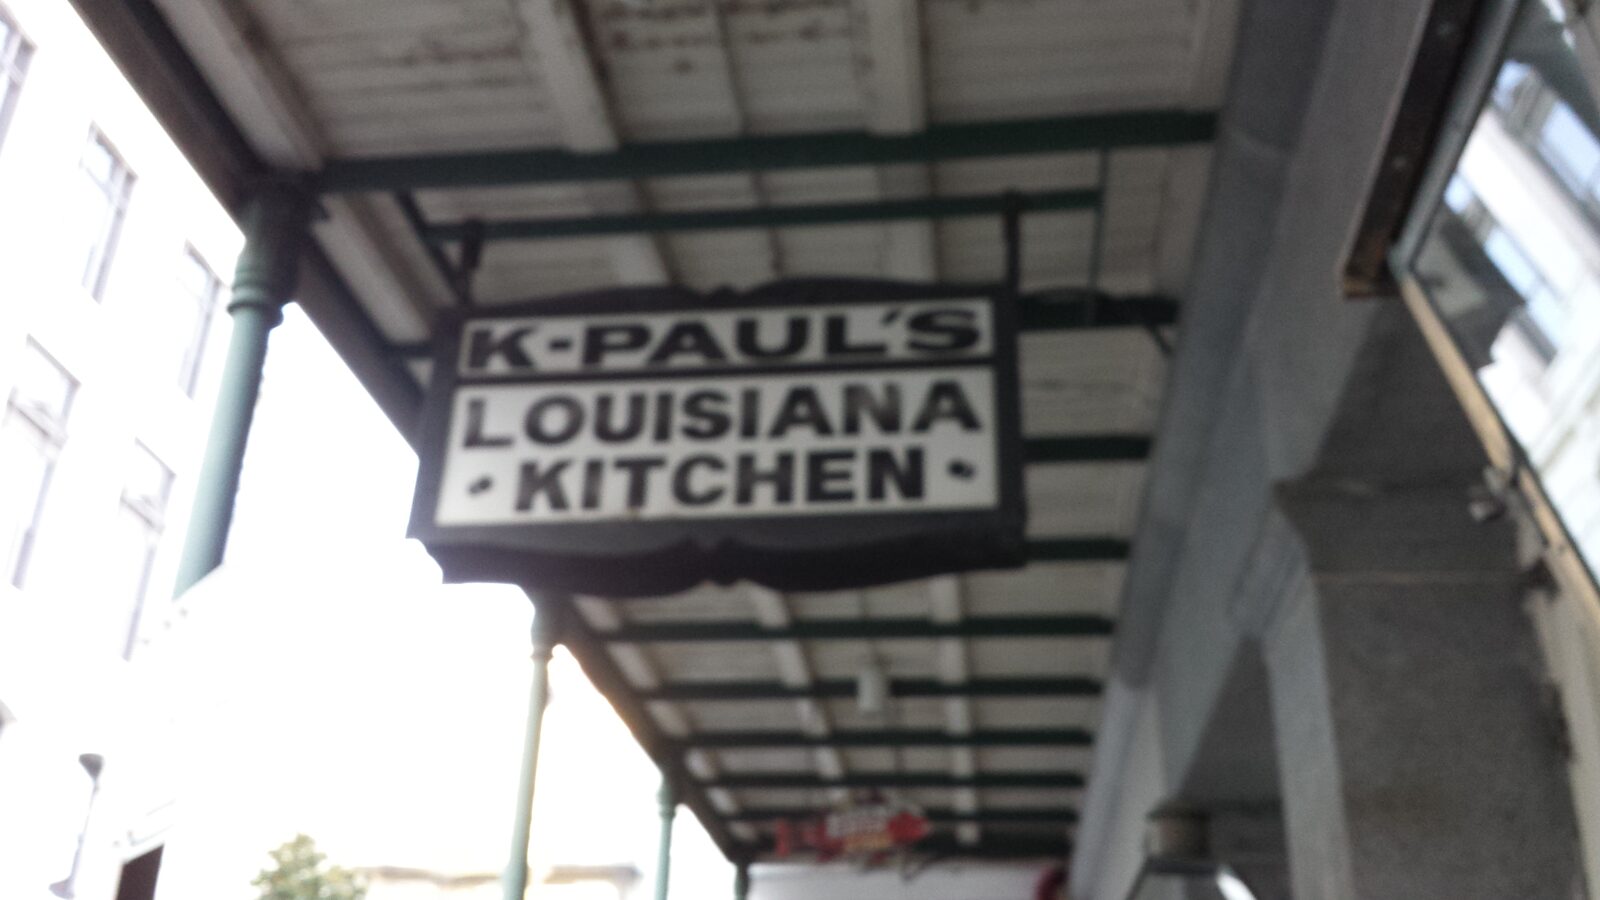 K-PAUL'S
LOUISIANA
• KITCHEN •